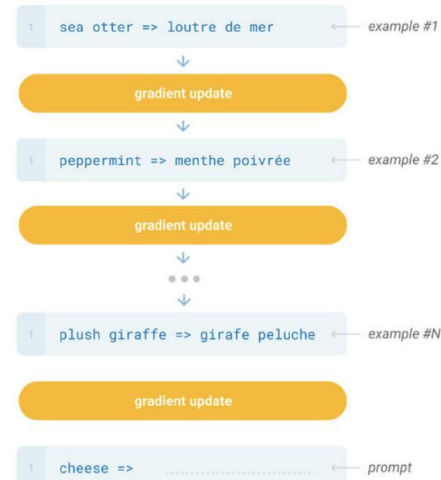 1 sea otter => loutre de mer example #1
gradient update
1 peppermint => menthe poivrée example #2
gradient update
1 plush giraffe => girafe peluche example #N
gradient update
1 cheese => prompt